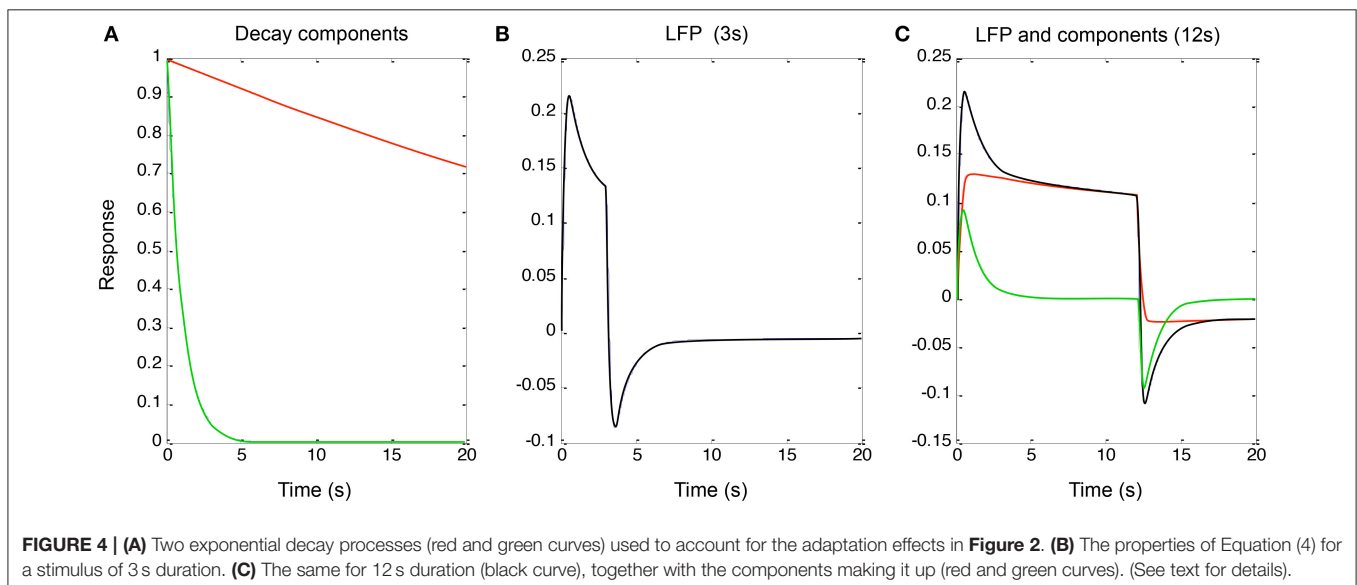 A Decay components
1
0.9
0.8
0.7
0.6
0.5
0.4
0.3
0.2
0.1
0
Response
0 5 10 15 20
Time (s)
B LFP (3s)
0.25
0.2
0.15
0.1
0.05
0
-0.05
-0.1
0 5 10 15 20
Time (s)
C LFP and components (12s)
0.25
0.2
0.15
0.1
0.05
0
-0.05
-0.1
-0.15
0 5 10 15 20
Time (s)
FIGURE 4 | (A) Two exponential decay processes (red and green curves) used to account for the adaptation effects in Figure 2. (B) The properties of Equation (4) for
a stimulus of 3 s duration. (C) The same for 12 s duration (black curve), together with the components making it up (red and green curves). (See text for details).